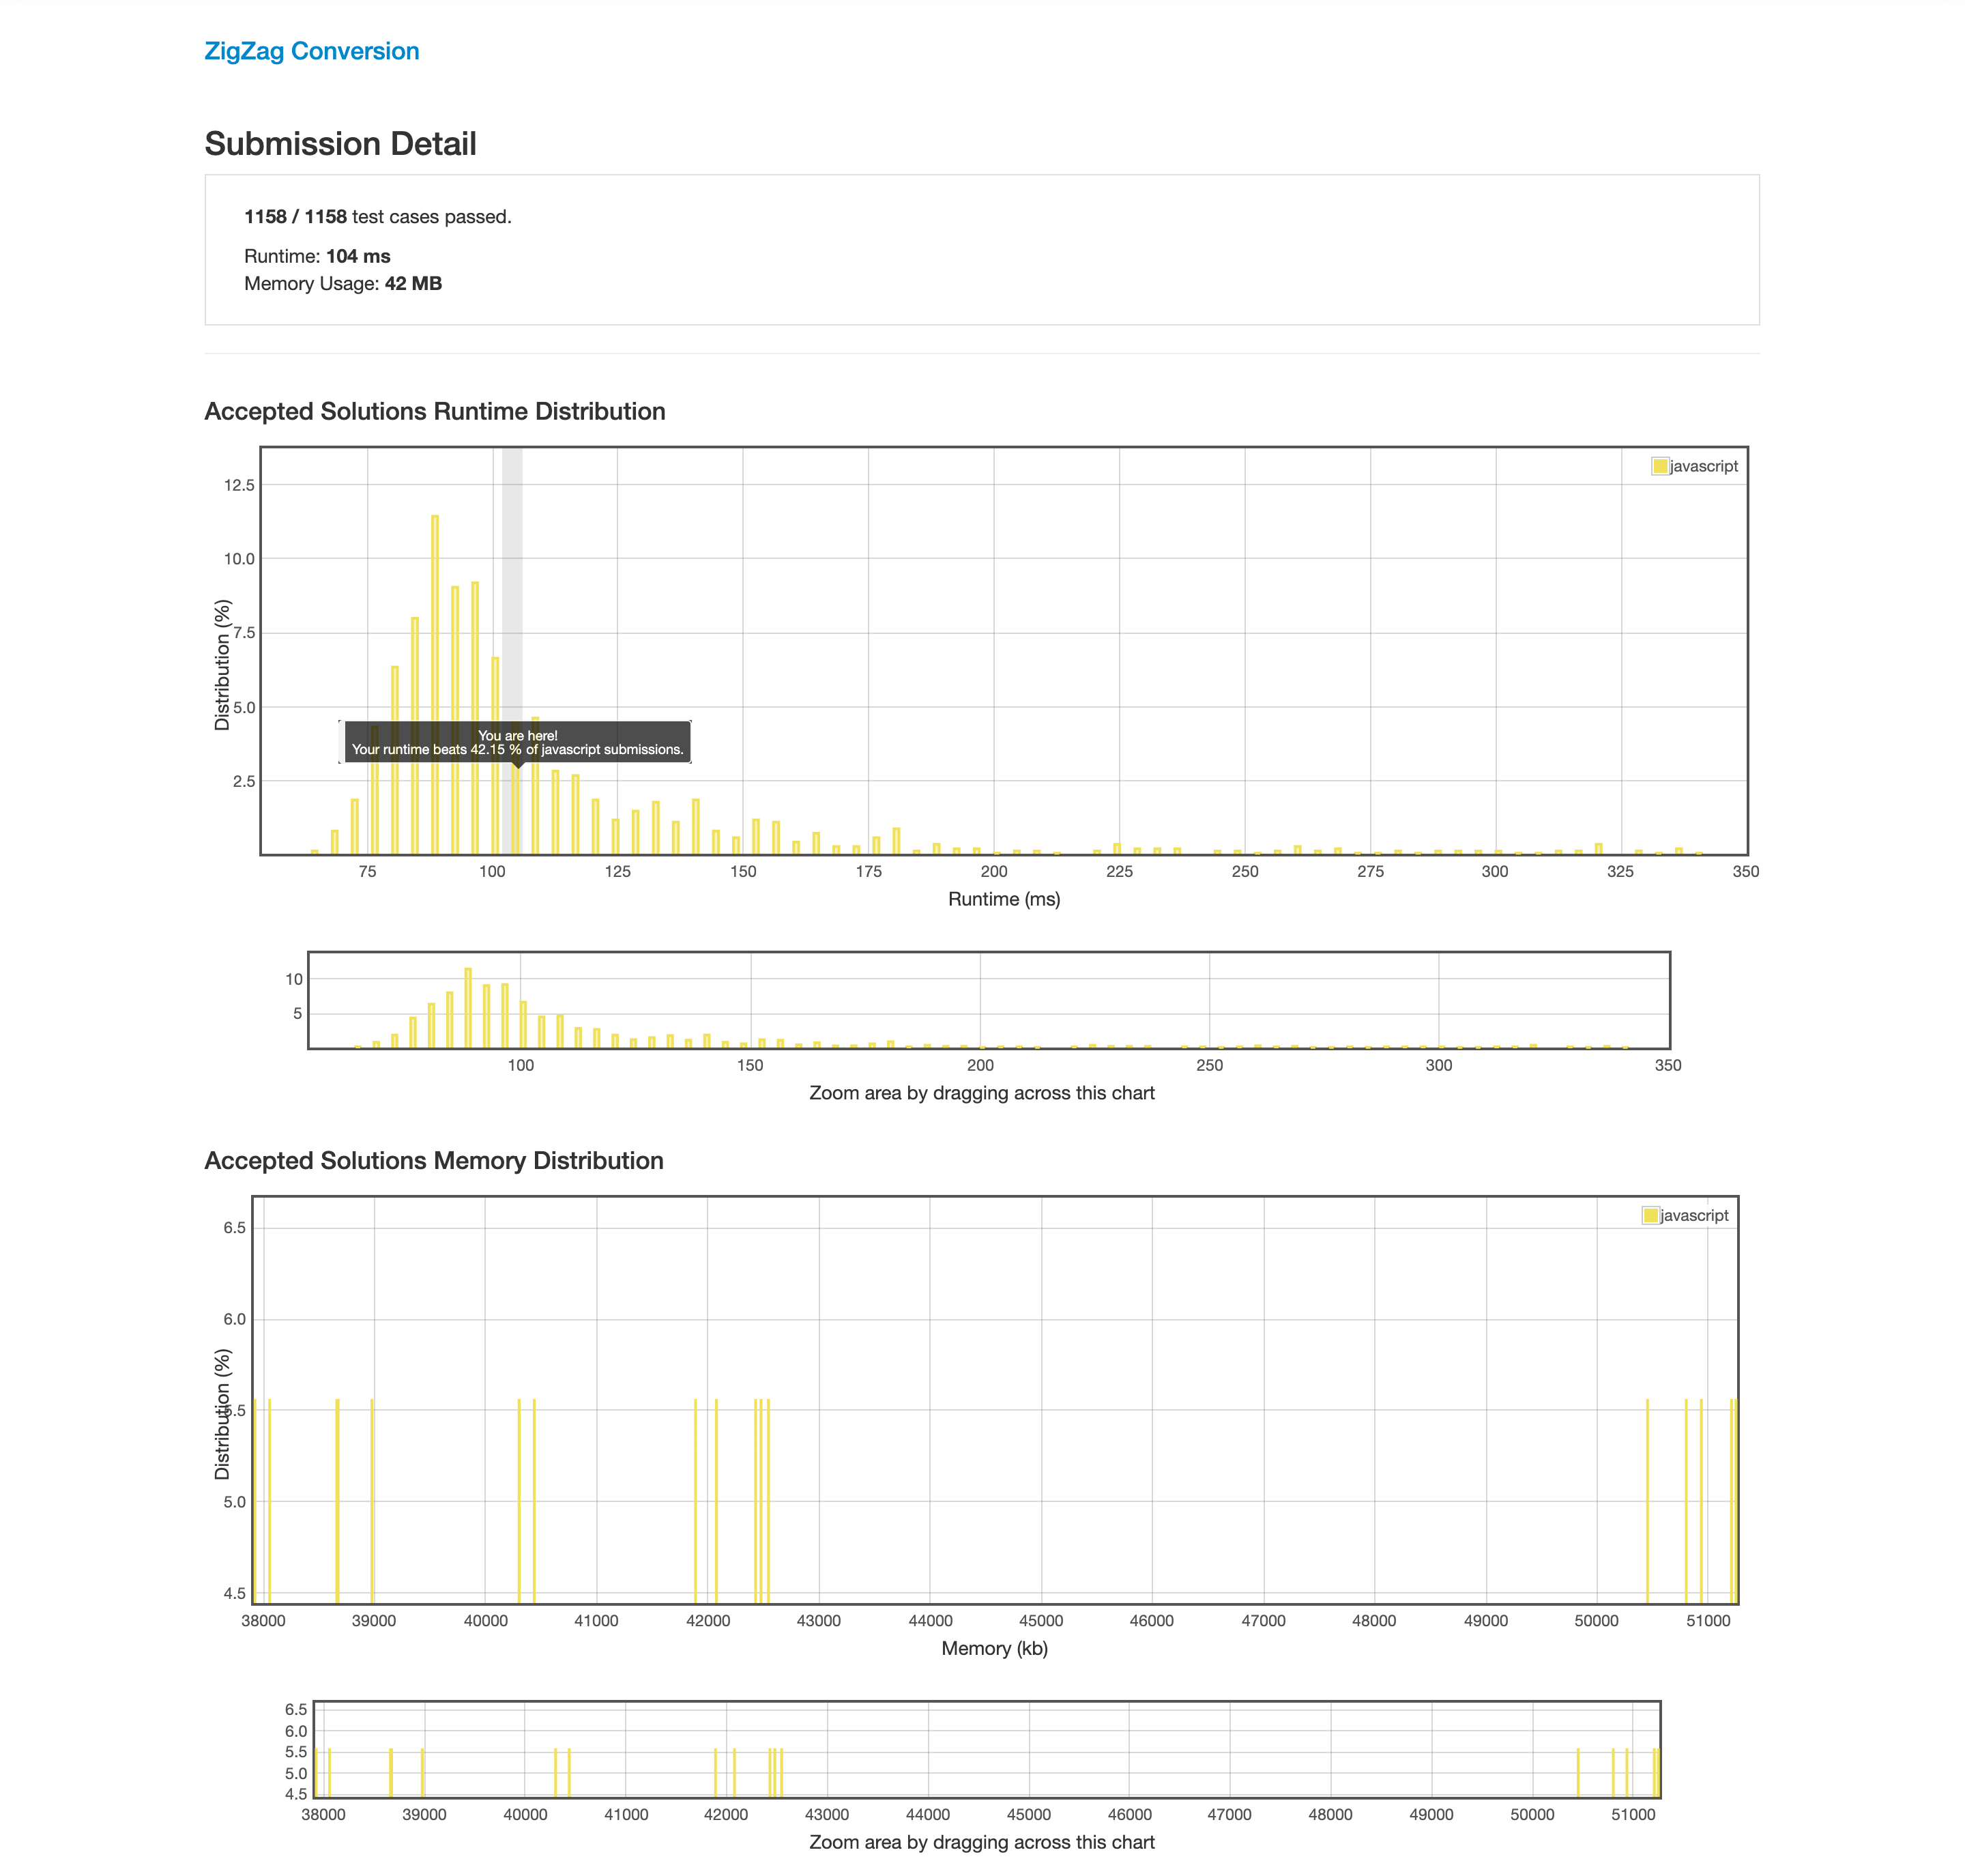 ZigZag Conversion
Submission Detail
1158 / 1158 test cases passed.
Runtime: 104 ms
Memory Usage: 42 MB
Accepted Solutions Runtime Distribution
javascript
12.5
10.0
7.5
5.0
2.5
Distribution (%)
You are here!
Your runtime beats 42.15 % of javascript submissions.
75 100 125 150 175 200 225 250 275 300 325 350
Runtime (ms)
10
5
100 150 200 250 300 350
Zoom area by dragging across this chart
Accepted Solutions Memory Distribution
javascript
6.5
6.0
5.5
5.0
4.5
Distribution (%)
38000 39000 40000 41000 42000 43000 44000 45000 46000 47000 48000 49000 50000 51000
Memory (kb)
6.5
6.0
5.5
5.0
4.5
38000 39000 40000 41000 42000 43000 44000 45000 46000 47000 48000 49000 50000 51000
Zoom area by dragging across this chart